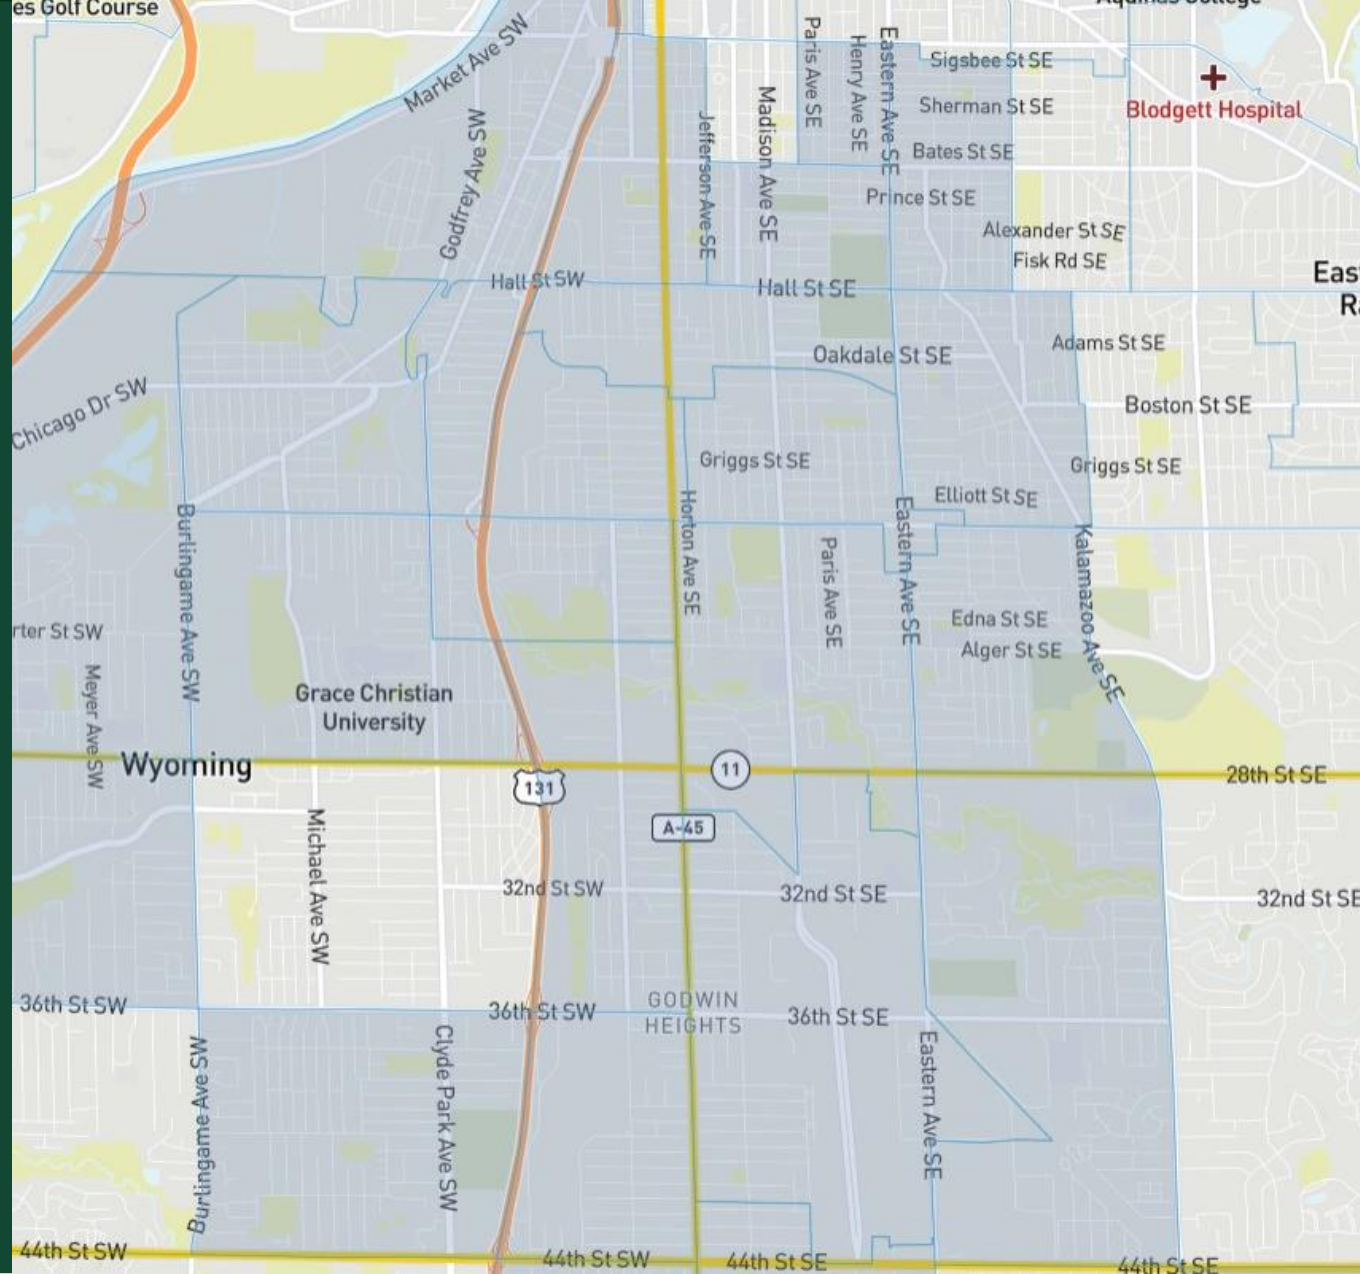 es Golf Course
Aquinas College
Market Ave SW
Paris Ave SE
Henry Ave SE
Eastern Ave SE
Sigsbee St SE
Blodgett Hospital
Sherman St SE
Madison Ave SE
Jefferson Ave SE
Godfrey Ave SW
Bates St SE
Prince St SE
Alexander St SE
Fisk Rd SE
Eas
Ra
Hall St SW
Hall St SE
Adams St SE
Oakdale St SE
Chicago Dr SW
Boston St SE
Griggs St SE
Griggs St SE
Elliott St SE
Burlingame Ave SW
Horton Ave SE
Eastern Ave SE
Kalamazoo Ave SE
Paris Ave SE
rter St SW
Edna St SE
Alger St SE
Meyer Ave SW
Grace Christian
University
Wyoming
11
28th St SE
131
A-45
Michael Ave SW
32nd St SW
32nd St SE
32nd St SE
36th St SW
36th St SW
GODWIN
HEIGHTS
36th St SE
Burlingame Ave SW
Clyde Park Ave SW
Eastern Ave SE
44th St SW
44th St SW
44th St SE
44th St SE